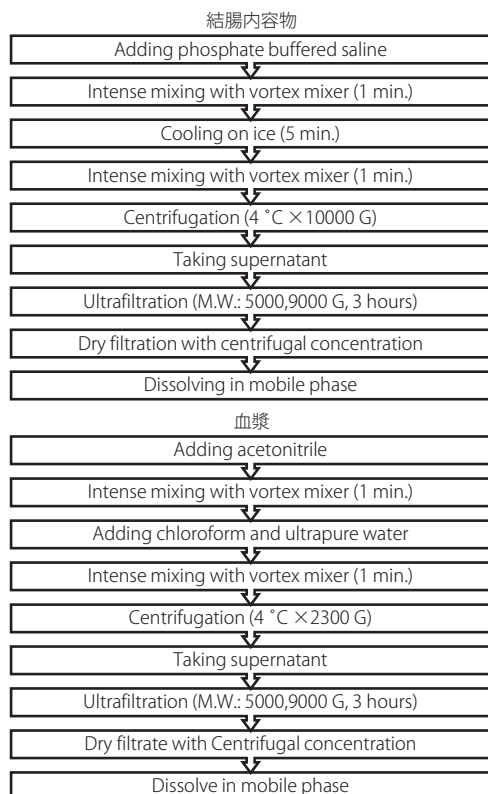 結腸内容物
Adding phosphate buffered saline
Intense mixing with vortex mixer (1 min.)
Cooling on ice (5 min.)
Intense mixing with vortex mixer (1 min.)
Centrifugation (4 ˚C ×10000 G)
Taking supernatant
Ultrafiltration (M.W.: 5000,9000 G, 3 hours)
Dry filtration with centrifugal concentration
Dissolving in mobile phase
血漿
Adding acetonitrile
Intense mixing with vortex mixer (1 min.)
Adding chloroform and ultrapure water
Intense mixing with vortex mixer (1 min.)
Centrifugation (4 ˚C ×2300 G)
Taking supernatant
Ultrafiltration (M.W.: 5000,9000 G, 3 hours)
Dry filtrate with Centrifugal concentration
Dissolve in mobile phase